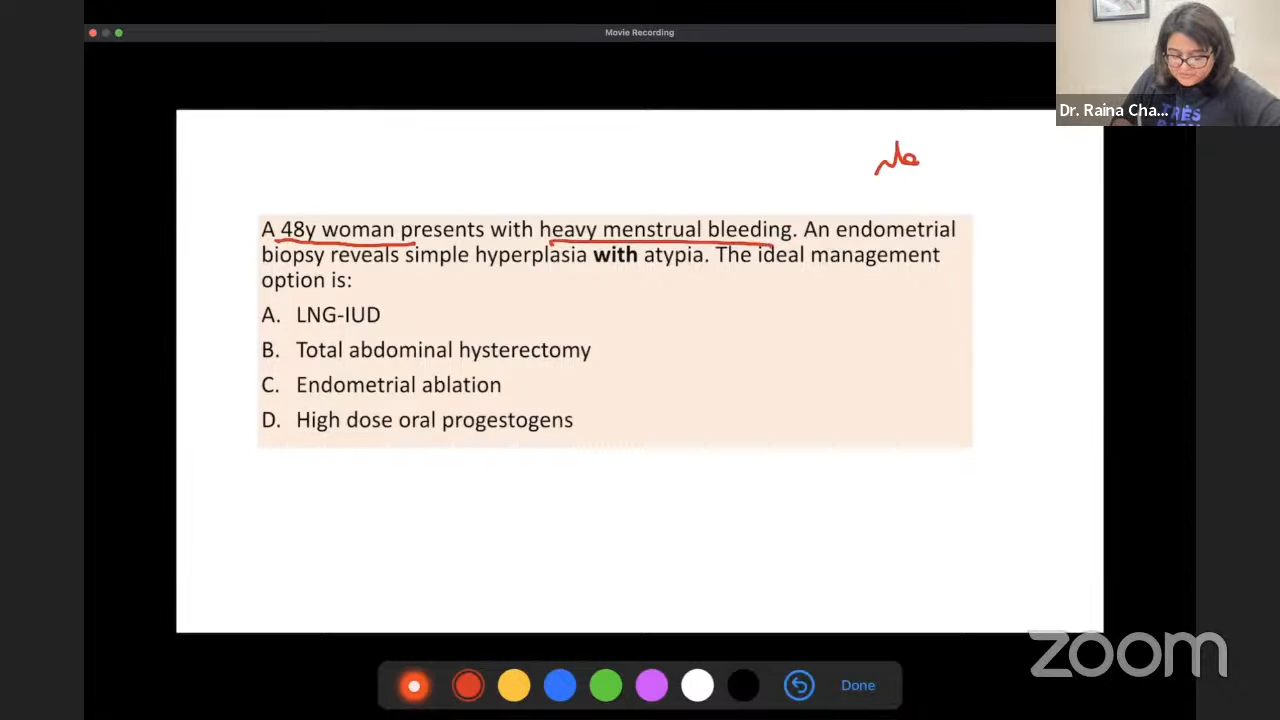 Movie Recording
Dr. Raina Cha...
TRÈS
A 48y woman presents with heavy menstrual bleeding. An endometrial
biopsy reveals simple hyperplasia with atypia. The ideal management
option is:
A. LNG-IUD
B. Total abdominal hysterectomy
C. Endometrial ablation
D. High dose oral progestogens
zoom
Done